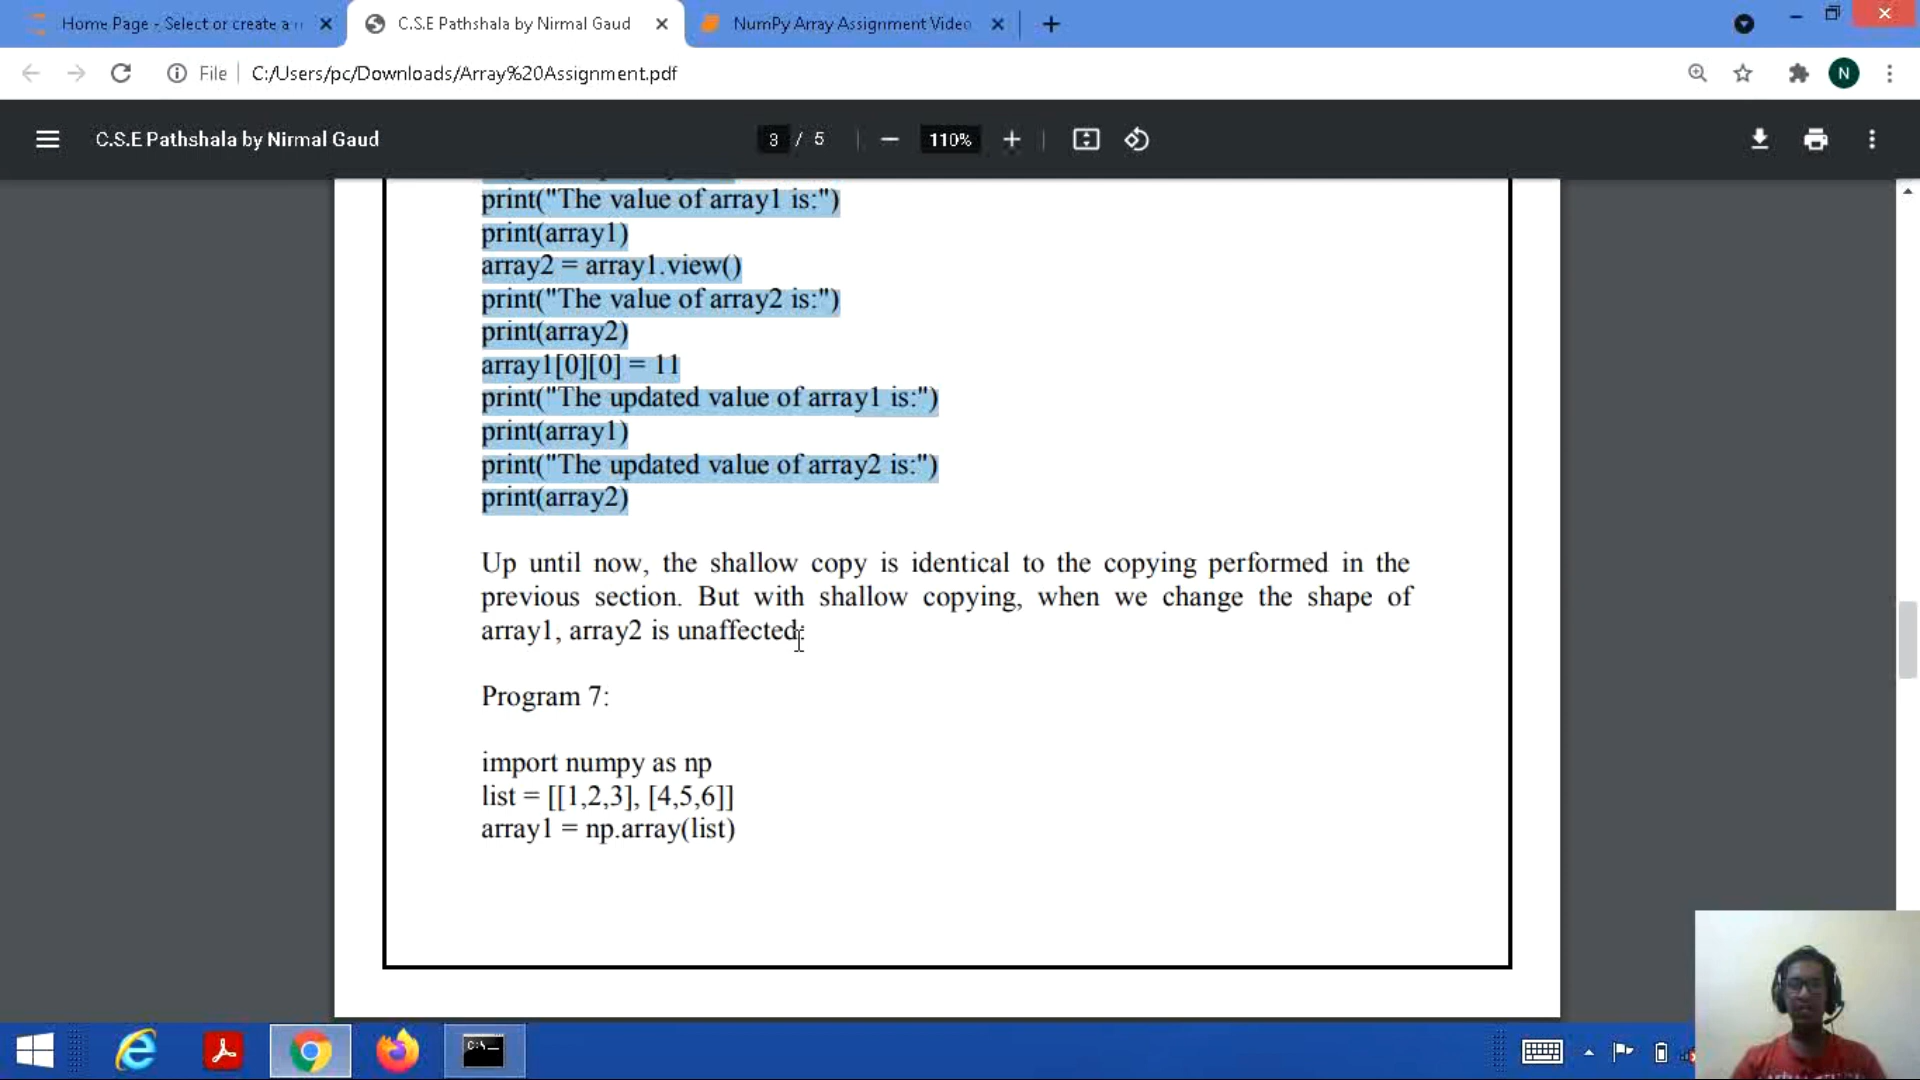 Home Page - Select or create a n
C.S.E Pathshala by Nirmal Gaud
NumPy Array Assignment Video
File
C:/Users/pc/Downloads/Array%20Assignment.pdf
N
C.S.E Pathshala by Nirmal Gaud
3 / 5
110%
print("The value of array1 is:")
print(array1)
array2 = array1.view()
print("The value of array2 is:")
print(array2)
array1[0][0] = 11
print("The updated value of array1 is:")
print(array1)
print("The updated value of array2 is:")
print(array2)
Up until now, the shallow copy is identical to the copying performed in the
previous section. But with shallow copying, when we change the shape of
array1, array2 is unaffected:
Program 7:
import numpy as np
list = [[1,2,3], [4,5,6]]
array1 = np.array(list)
C:\_